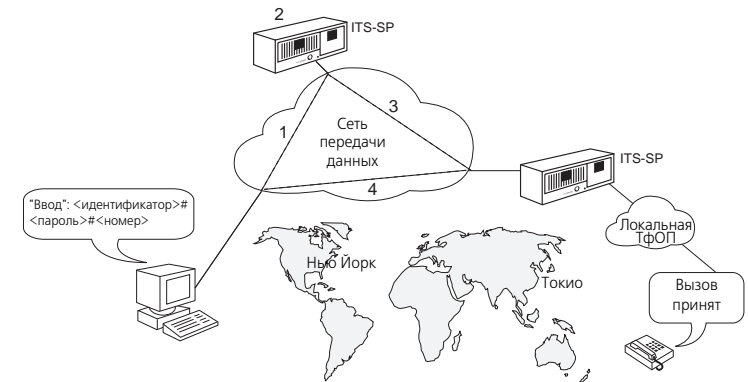 2
ITS-SP
1
3
Сеть
передачи
данных
4
ITS-SP
"Ввод": <идентификатор>#
<пароль>#<номер>
Локальная
ТфОП
Нью Йорк
Токио
Вызов
принят